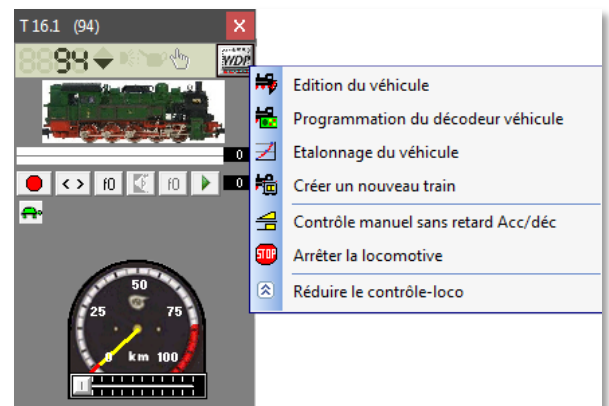 T 16.1 (94)
94
WDP
Edition du véhicule
Programmation du décodeur véhicule
Etalonnage du véhicule
Créer un nouveau train
Contrôle manuel sans retard Acc/déc
STOP
Arrêter la locomotive
Réduire le contrôle-loco
0
< > f0 f0 0
50
25 75
0 km 100